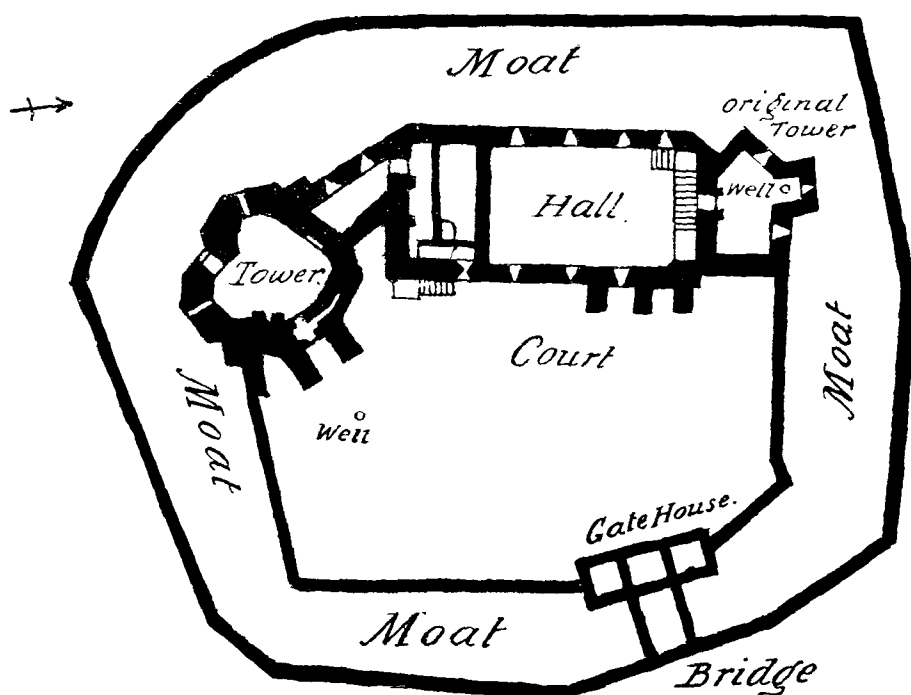 Moat
original
Tower
Well
Hall.
Tower.
Court
Moat
Moat
Well
Gate House.
Moat
Bridge